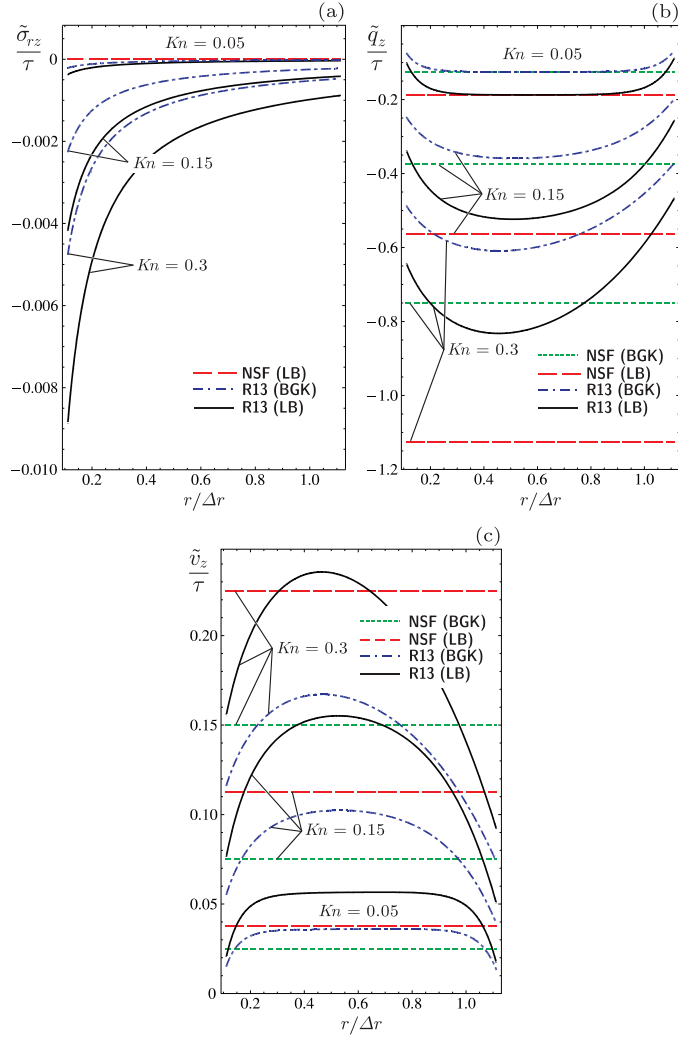 (a)
σ̃rz
τ
Kn = 0.05
0
−0.002
−0.004
−0.006
−0.008
−0.010
Kn = 0.15
Kn = 0.3
NSF (LB)
R13 (BGK)
R13 (LB)
0.2 0.4 0.6 0.8 1.0
r/Δr
(b)
q̃z
τ
Kn = 0.05
0
−0.2
−0.4
−0.6
−0.8
−1.0
−1.2
Kn = 0.15
Kn = 0.3
NSF (BGK)
NSF (LB)
R13 (BGK)
R13 (LB)
0.2 0.4 0.6 0.8 1.0
r/Δr
(c)
ṽz
τ
0.20
0.15
0.10
0.05
0
NSF (BGK)
NSF (LB)
R13 (BGK)
R13 (LB)
Kn = 0.3
Kn = 0.15
Kn = 0.05
0.2 0.4 0.6 0.8 1.0
r/Δr